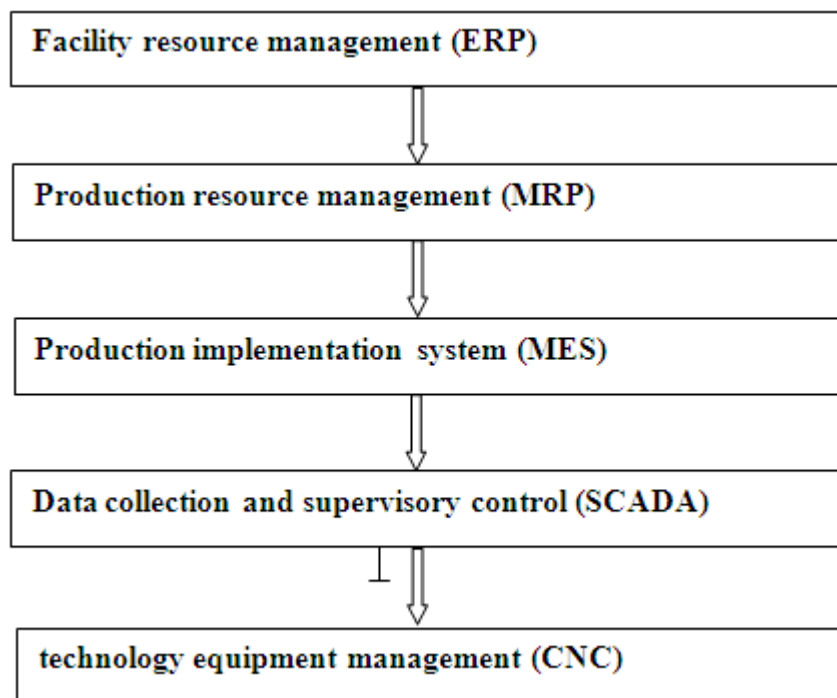 Facility resource management (ERP)
Production resource management (MRP)
Production implementation system (MES)
Data collection and supervisory control (SCADA)
technology equipment management (CNC)